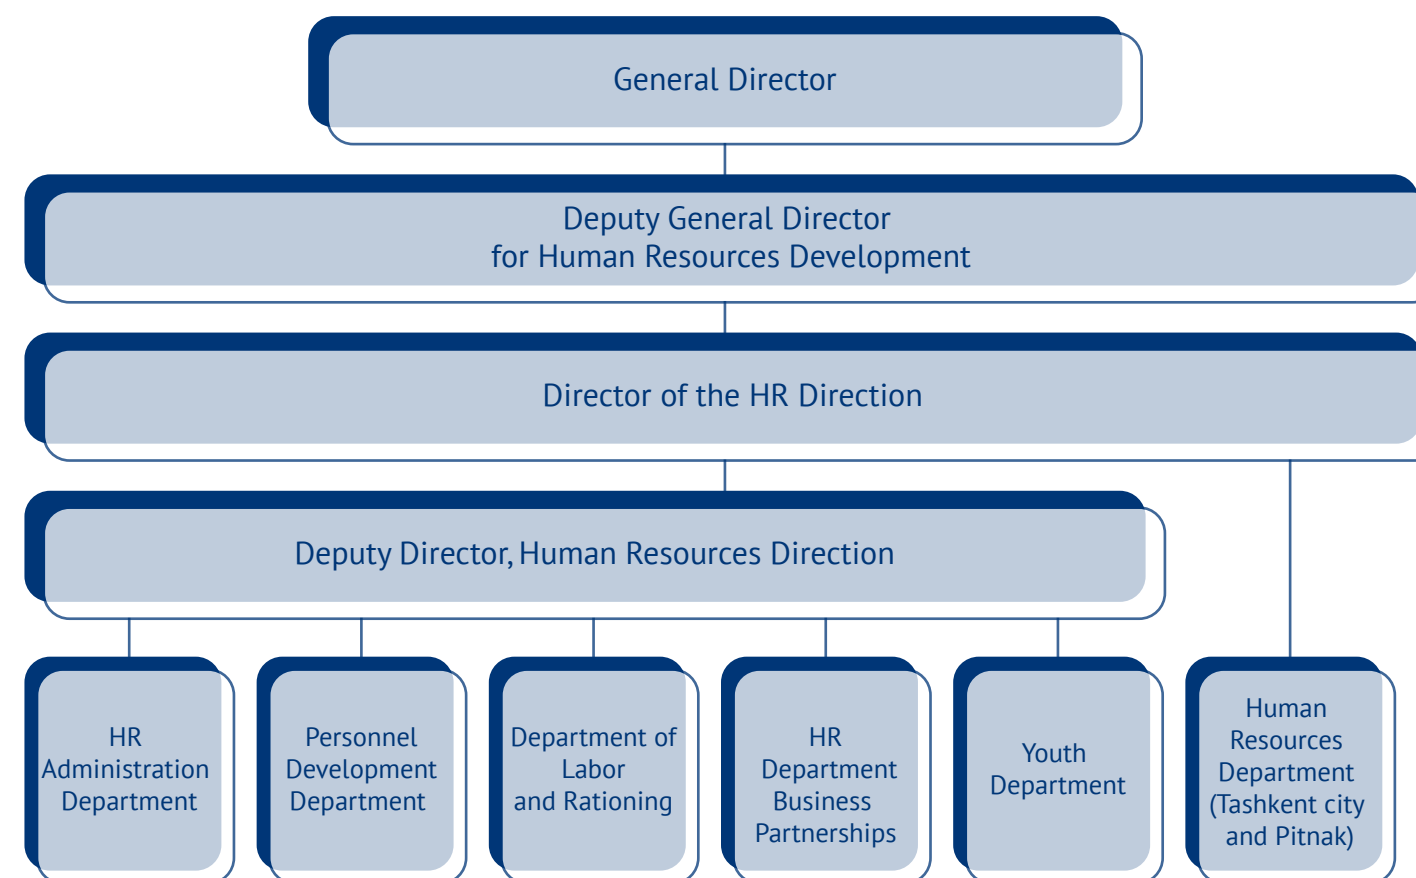 General Director
Deputy General Director
for Human Resources Development
Director of the HR Direction
Deputy Director, Human Resources Direction
HR
Administration
Department
Personnel
Development
Department
Department of
Labor
and Rationing
HR
Department
Business
Partnerships
Youth
Department
Human
Resources
Department
(Tashkent city
and Pitnak)